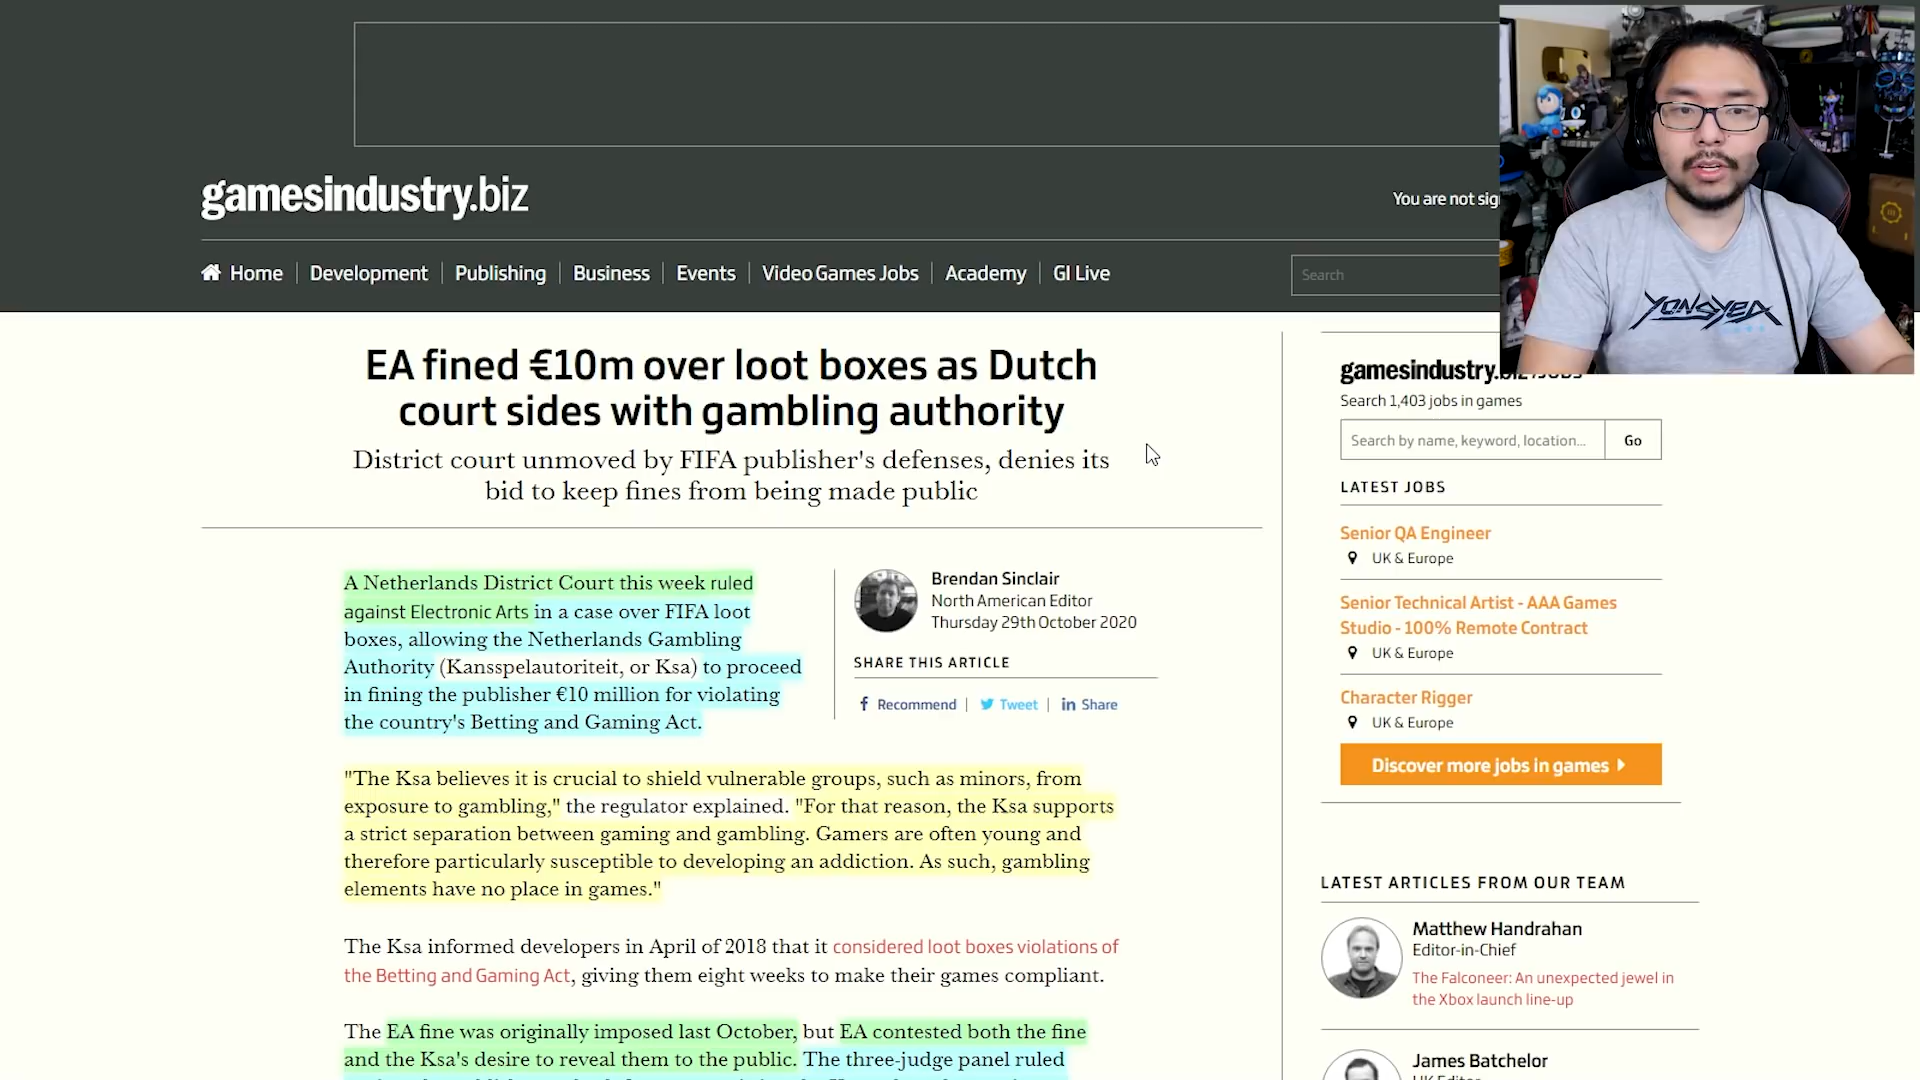 gamesindustry.biz
You are not sig
Home
Development
Publishing
Business
Events
Video Games Jobs
Academy
GI Live
Search
YONGYEA
EA fined €10m over loot boxes as Dutch
court sides with gambling authority
District court unmoved by FIFA publisher's defenses, denies its
bid to keep fines from being made public
A Netherlands District Court this week ruled
against Electronic Arts in a case over FIFA loot
boxes, allowing the Netherlands Gambling
Authority (Kansspelautoriteit, or Ksa) to proceed
in fining the publisher €10 million for violating
the country's Betting and Gaming Act.
Brendan Sinclair
North American Editor
Thursday 29th October 2020
SHARE THIS ARTICLE
Recommend
Tweet
Share
"The Ksa believes it is crucial to shield vulnerable groups, such as minors, from
exposure to gambling," the regulator explained. "For that reason, the Ksa supports
a strict separation between gaming and gambling. Gamers are often young and
therefore particularly susceptible to developing an addiction. As such, gambling
elements have no place in games."
The Ksa informed developers in April of 2018 that it considered loot boxes violations of
the Betting and Gaming Act, giving them eight weeks to make their games compliant.
The EA fine was originally imposed last October, but EA contested both the fine
and the Ksa's desire to reveal them to the public. The three-judge panel ruled
gamesindustry.biz JOBS
Search 1,403 jobs in games
Search by name, keyword, location...
Go
LATEST JOBS
Senior QA Engineer
UK & Europe
Senior Technical Artist - AAA Games
Studio - 100% Remote Contract
UK & Europe
Character Rigger
UK & Europe
Discover more jobs in games
LATEST ARTICLES FROM OUR TEAM
Matthew Handrahan
Editor-in-Chief
The Falconeer: An unexpected jewel in
the Xbox launch line-up
James Batchelor
UK Editor